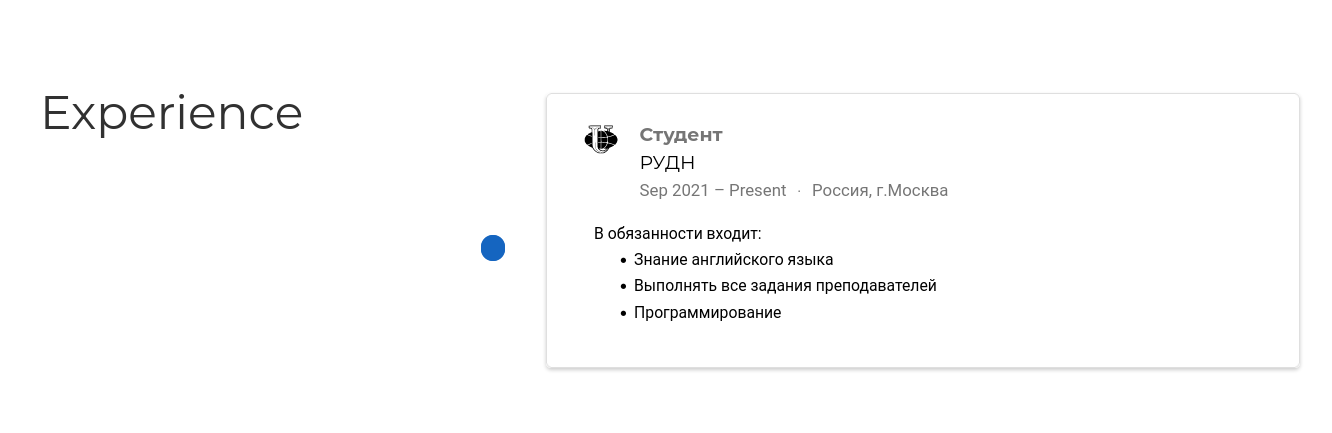 Experience
Студент
РУДН
Sep 2021 – Present · Россия, г.Москва
В обязанности входит:
• Знание английского языка
• Выполнять все задания преподавателей
• Программирование